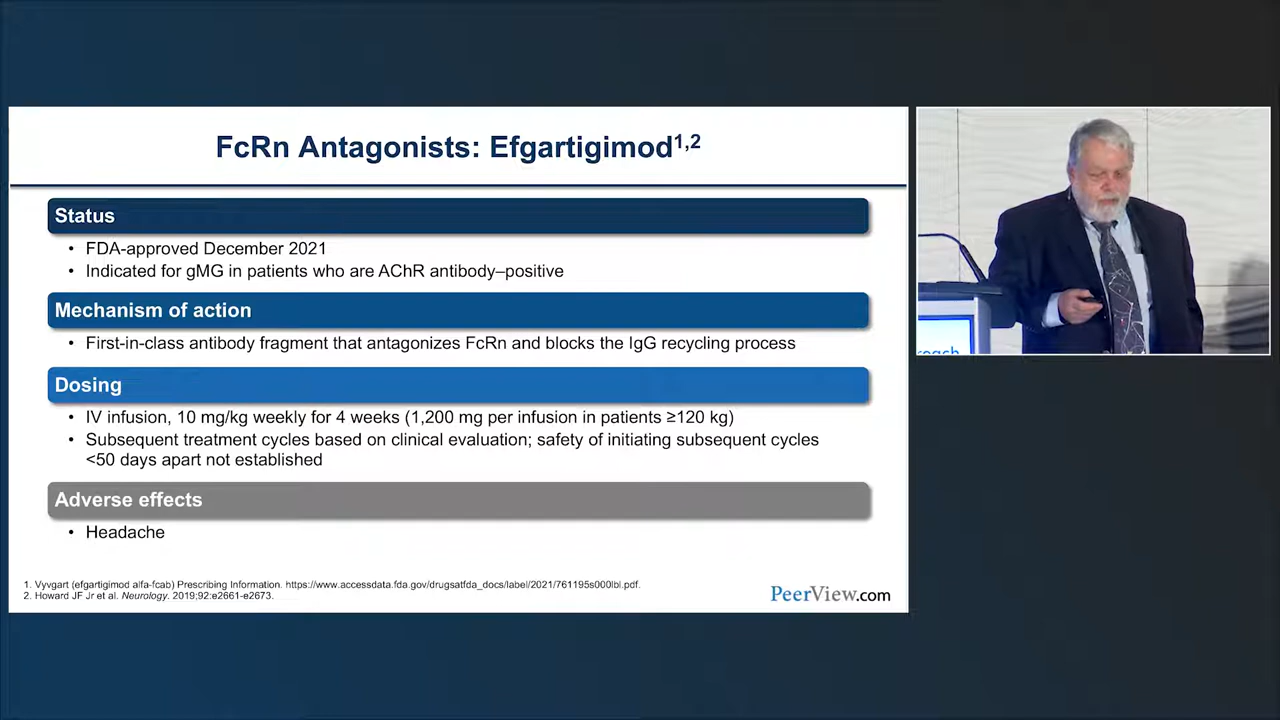 FcRn Antagonists: Efgartigimod1,2
Status
• FDA-approved December 2021
• Indicated for gMG in patients who are AChR antibody–positive
Mechanism of action
• First-in-class antibody fragment that antagonizes FcRn and blocks the IgG recycling process
Dosing
• IV infusion, 10 mg/kg weekly for 4 weeks (1,200 mg per infusion in patients ≥120 kg)
• Subsequent treatment cycles based on clinical evaluation; safety of initiating subsequent cycles
<50 days apart not established
Adverse effects
• Headache
1. Vyvgart (efgartigimod alfa-fcab) Prescribing Information. https://www.accessdata.fda.gov/drugsatfda_docs/label/2021/761195s000lbl.pdf.
2. Howard JF Jr et al. Neurology. 2019;92:e2661-e2673.
PeerView.com